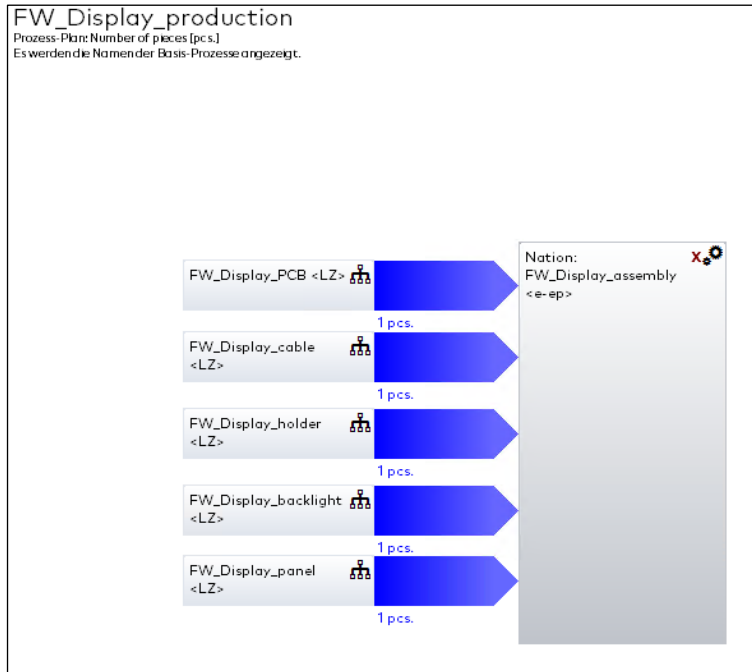 FW_Display_production
Prozess-Plan: Number of pieces [pcs.]
Es werden die Namen der Basis-Prozesse angezeigt.
Nation:
FW_Display_assembly
<e-ep>
X
FW_Display_PCB <LZ>
1 pcs.
FW_Display_cable
<LZ>
1 pcs.
FW_Display_holder
<LZ>
1 pcs.
FW_Display_backlight
<LZ>
1 pcs.
FW_Display_panel
<LZ>
1 pcs.